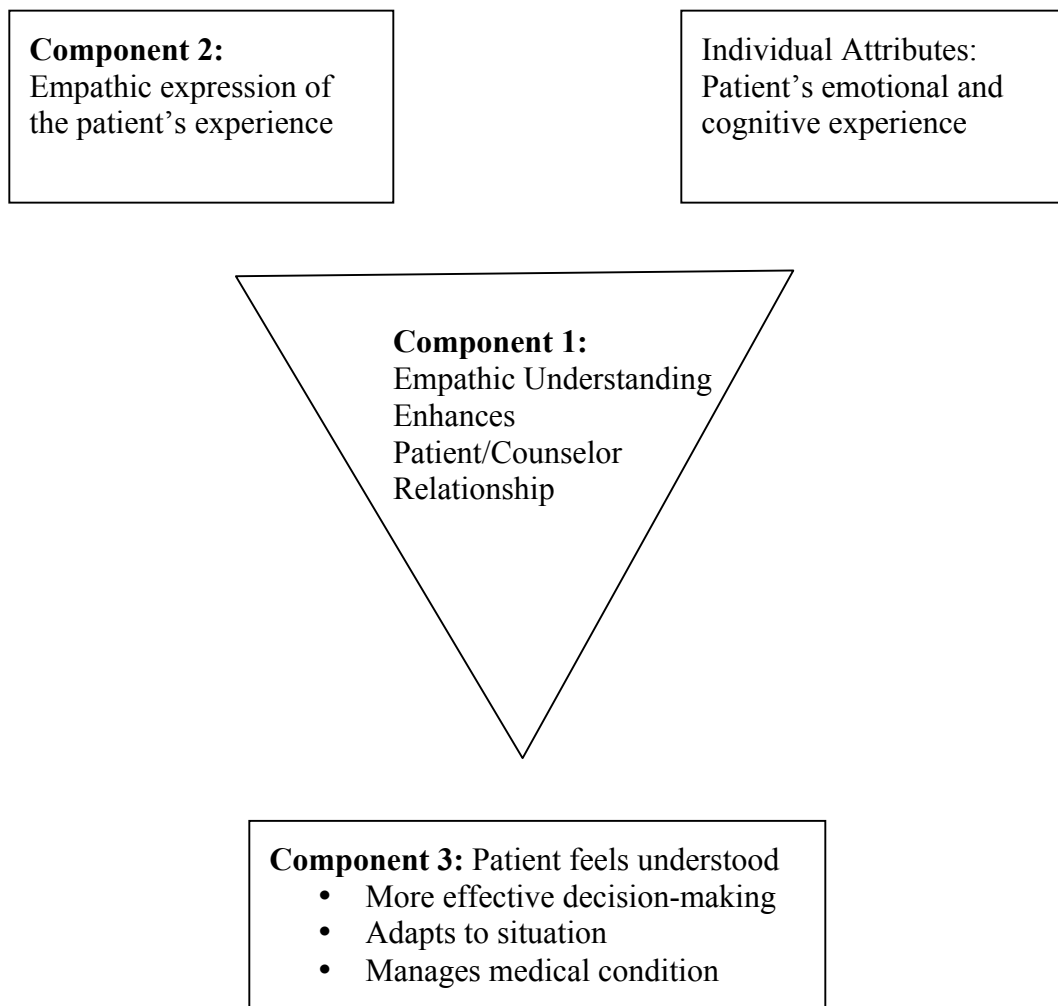 Component 2:
Empathic expression of
the patient’s experience
Individual Attributes:
Patient’s emotional and
cognitive experience
Component 1:
Empathic Understanding
Enhances
Patient/Counselor
Relationship
Component 3: Patient feels understood
• More effective decision-making
• Adapts to situation
• Manages medical condition